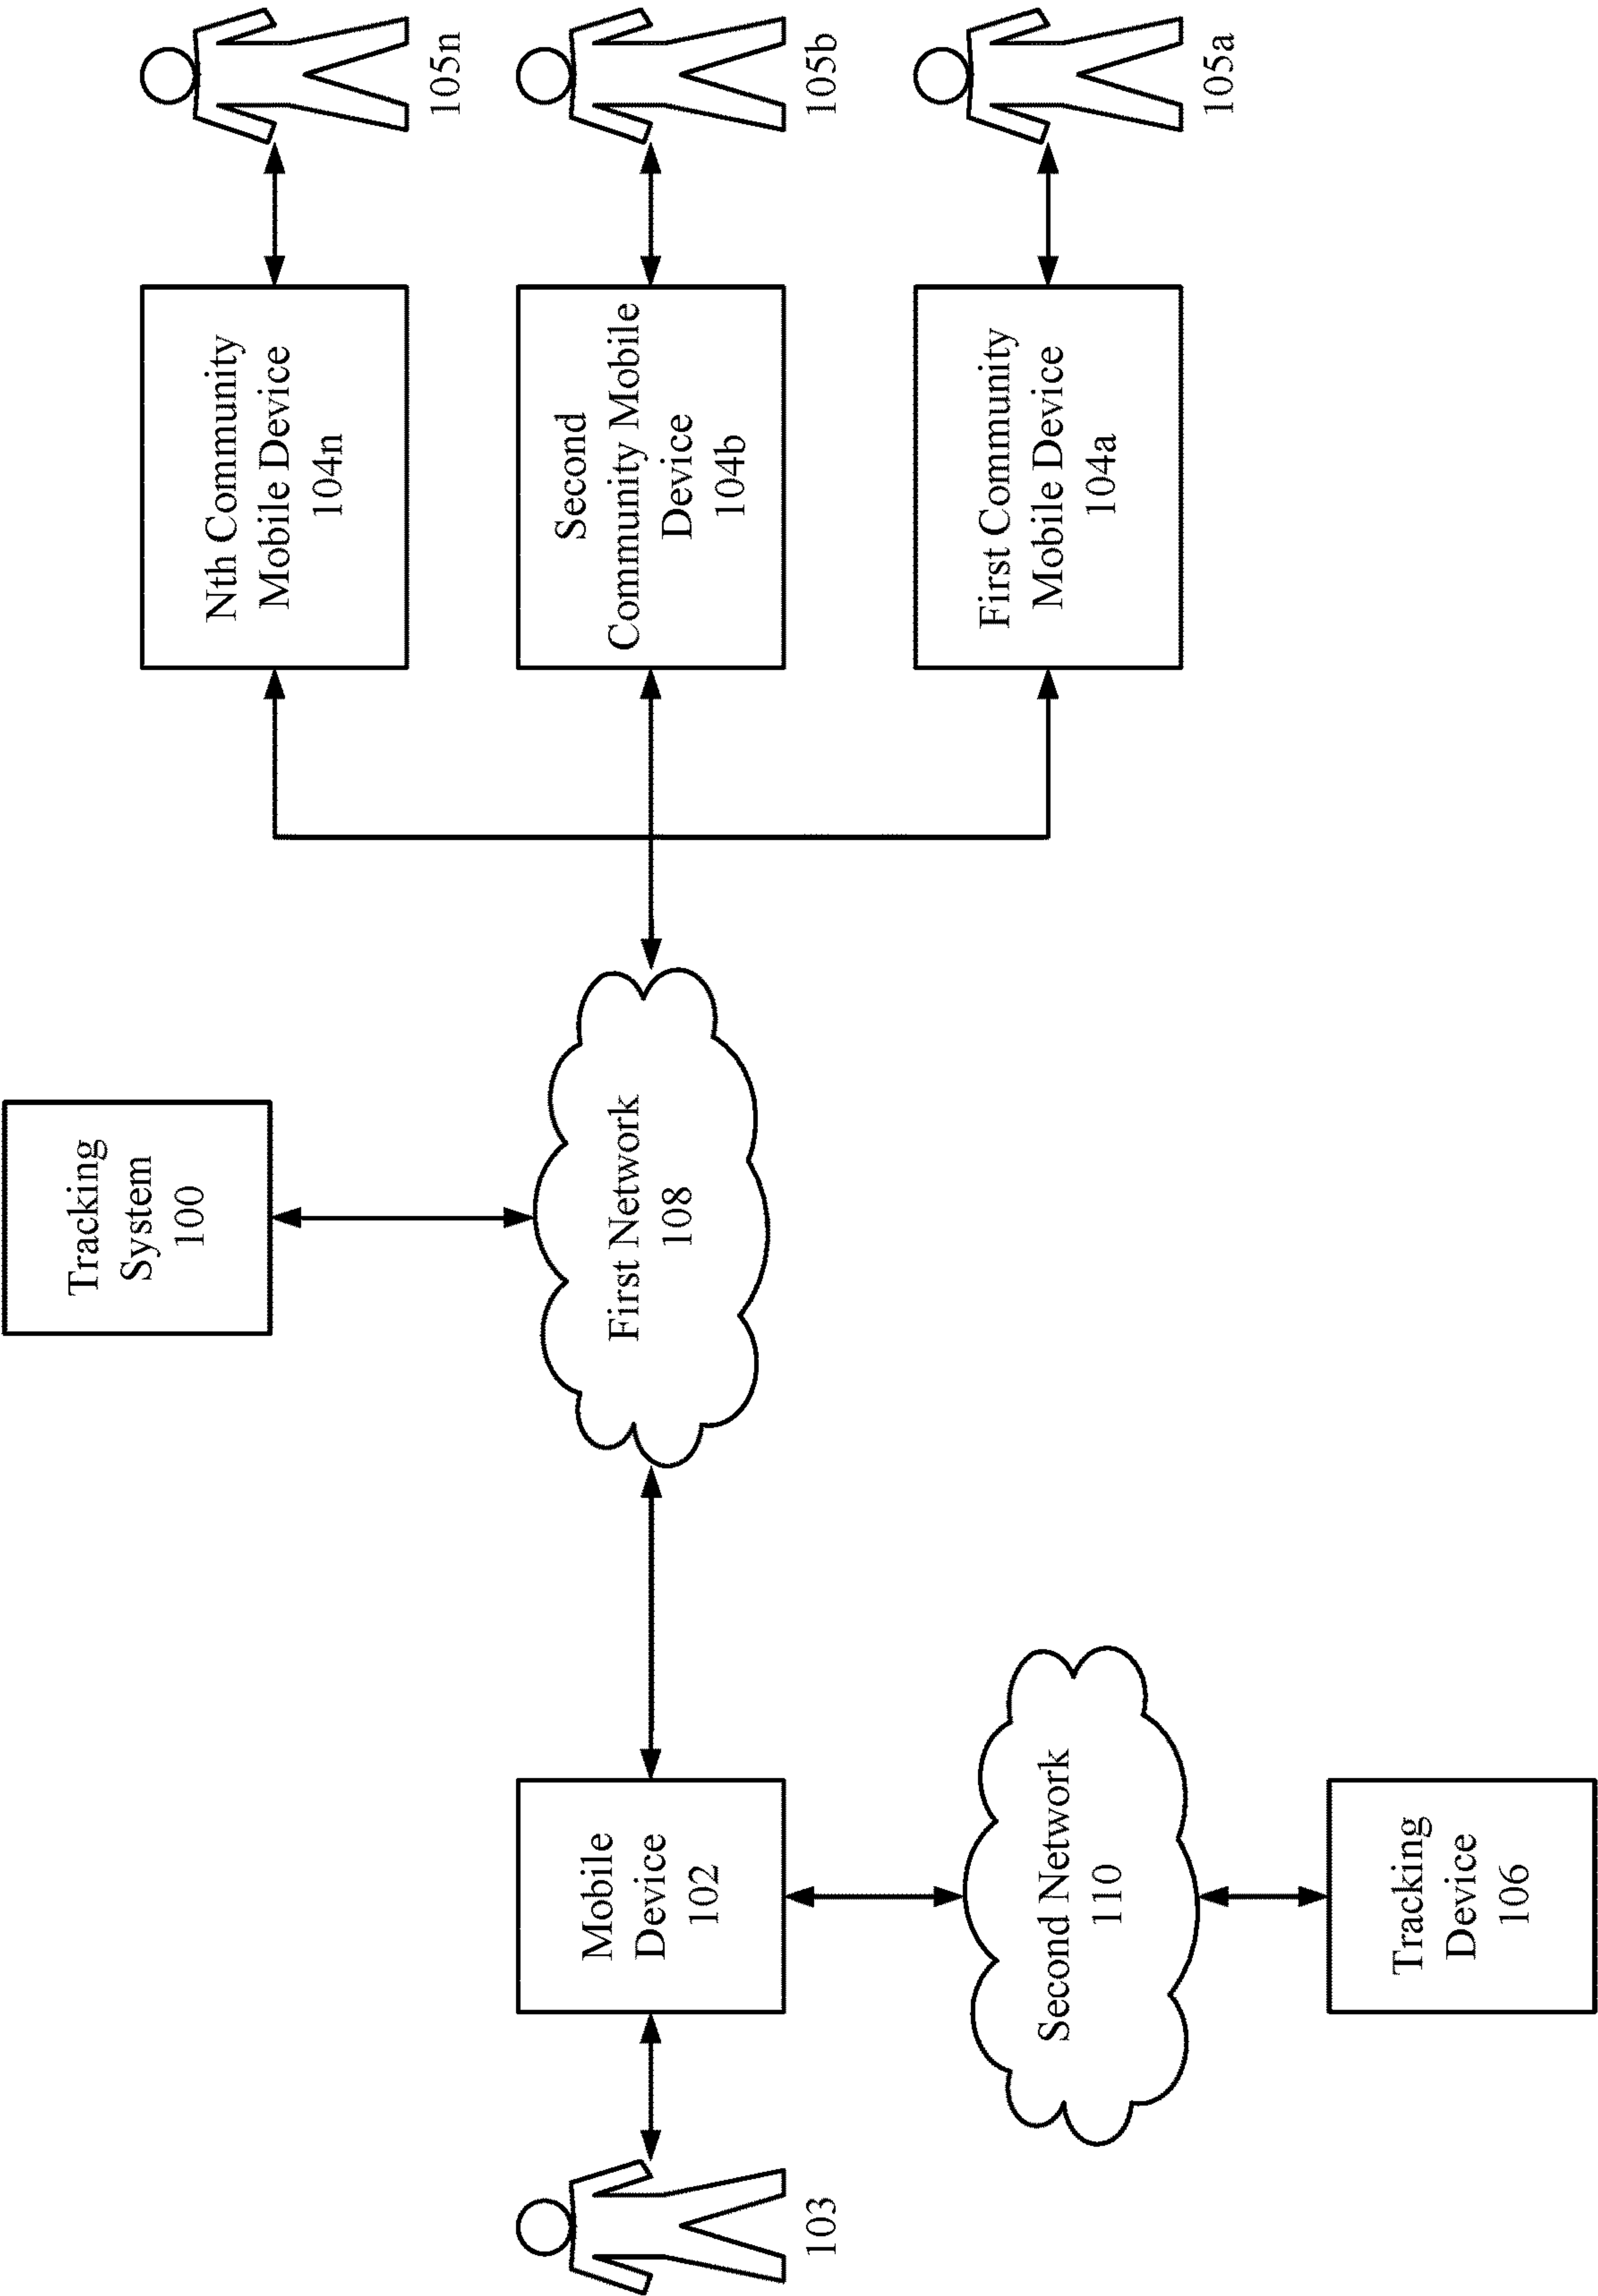 Tracking
System
100
Nth Community
Mobile Device
104n
105n
103
Mobile
Device
102
First Network
108
Second
Community Mobile
Device
104b
105b
Second Network
110
First Community
Mobile Device
104a
105a
Tracking
Device
106